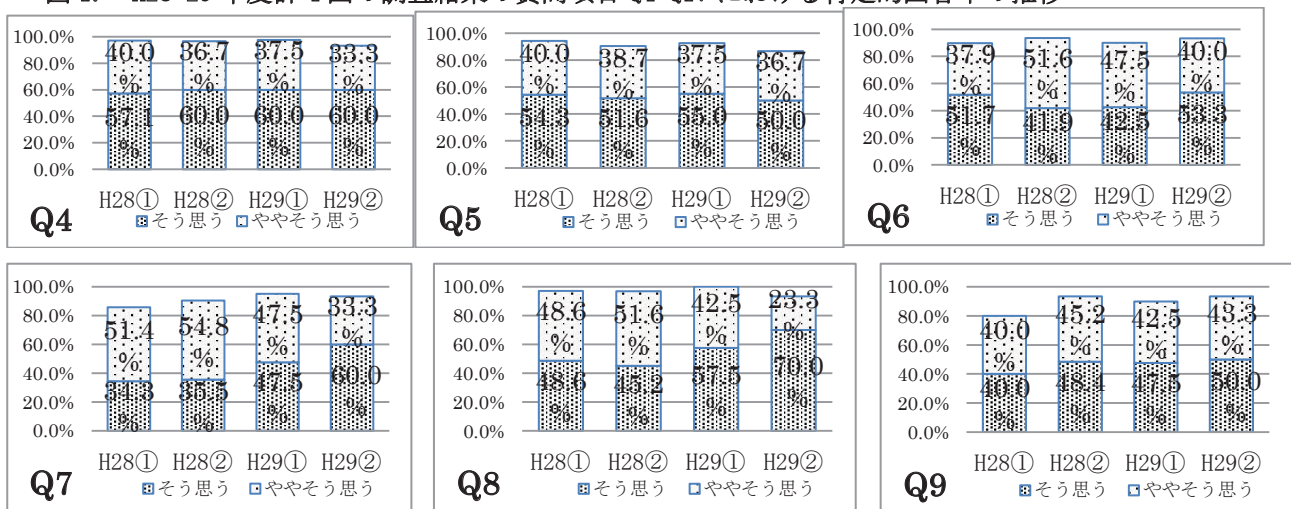 年度計 4 回の調査結果の質問項目 における肯定的回答率の推移
100.0%
80.0%
60.0%
40.0%
20.0%
0.0%
40.0% 36.7% 37.5% 33.3%
57.1% 60.0% 60.0% 60.0%
H28① H28② H29① H29②
Q4 そう思う ややそう思う
100.0%
80.0%
60.0%
40.0%
20.0%
0.0%
40.0% 38.7% 37.5% 36.7%
54.3% 51.6% 55.0% 50.0%
H28① H28② H29① H29②
Q5 そう思う ややそう思う
100.0%
80.0%
60.0%
40.0%
20.0%
0.0%
37.9% 51.6% 47.5% 40.0%
51.7% 41.9% 42.5% 53.3%
H28① H28② H29① H29②
Q6 そう思う ややそう思う
100.0%
80.0%
60.0%
40.0%
20.0%
0.0%
51.4% 54.8% 47.5% 33.3%
34.3% 35.5% 47.5% 60.0%
H28① H28② H29① H29②
Q7 そう思う ややそう思う
100.0%
80.0%
60.0%
40.0%
20.0%
0.0%
48.6% 51.6% 42.5% 23.3%
48.6% 45.2% 57.5% 70.0%
H28① H28② H29① H29②
Q8 そう思う ややそう思う
100.0%
80.0%
60.0%
40.0%
20.0%
0.0%
40.0% 45.2% 42.5% 43.3%
40.0% 48.4% 47.5% 50.0%
H28① H28② H29① H29②
Q9 そう思う ややそう思う